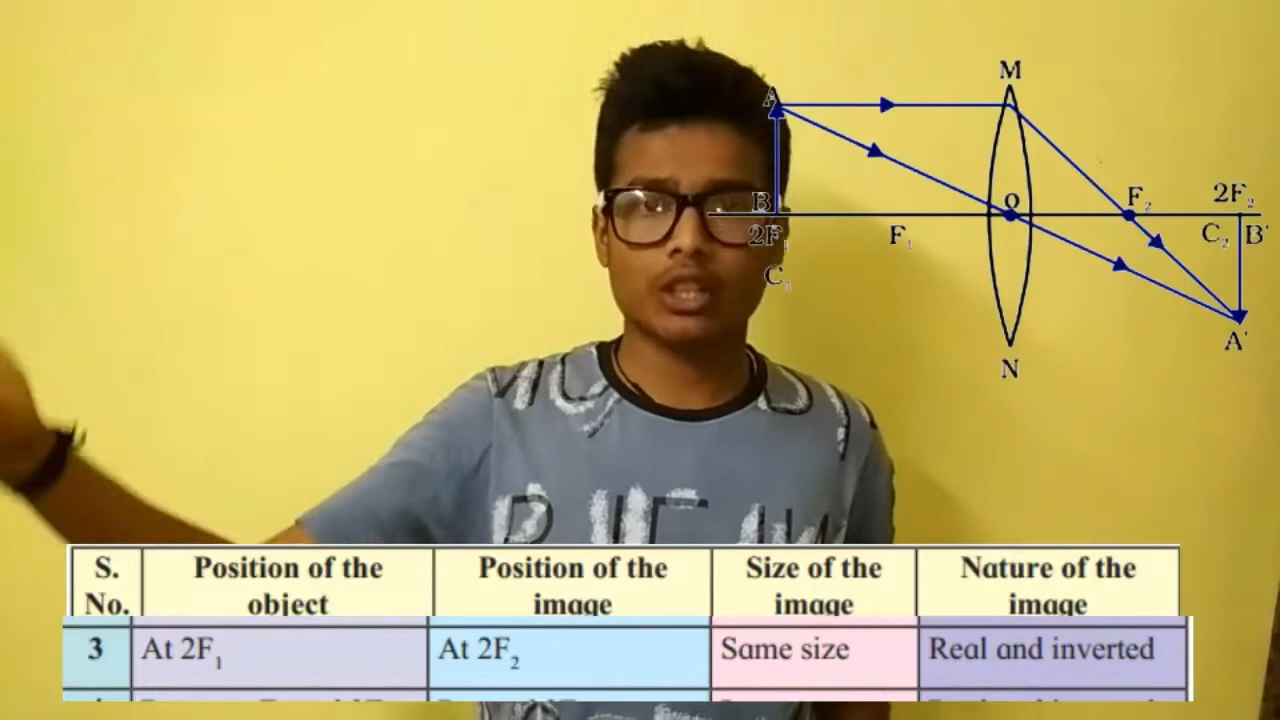 M
A
B
O
F₂
2F₂
2F₁
F₁
C₂
B'
C₁
A'
N
S. No.
Position of the object
Position of the image
Size of the image
Nature of the image
3
At 2F₁
At 2F₂
Same size
Real and inverted